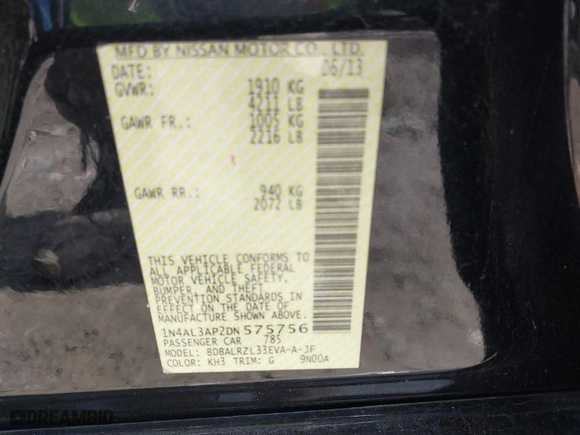 MFD BY NISSAN MOTOR CO., LTD.
DATE: 06/13
GVWR: 1910 KG
4211 LB
GAWR FR.: 1005 KG
2216 LB
GAWR RR.: 940 KG
2072 LB
THIS VEHICLE CONFORMS TO
ALL APPLICABLE FEDERAL
MOTOR VEHICLE SAFETY,
BUMPER, AND THEFT
PREVENTION STANDARDS IN
EFFECT ON THE DATE OF
MANUFACTURE SHOWN ABOVE.
1N4AL3AP2DN 575756
PASSENGER CAR 785
MODEL: BDBALRZL33EVA-A-JF
COLOR: KH3 TRIM: G 9N00A
DREAMBID